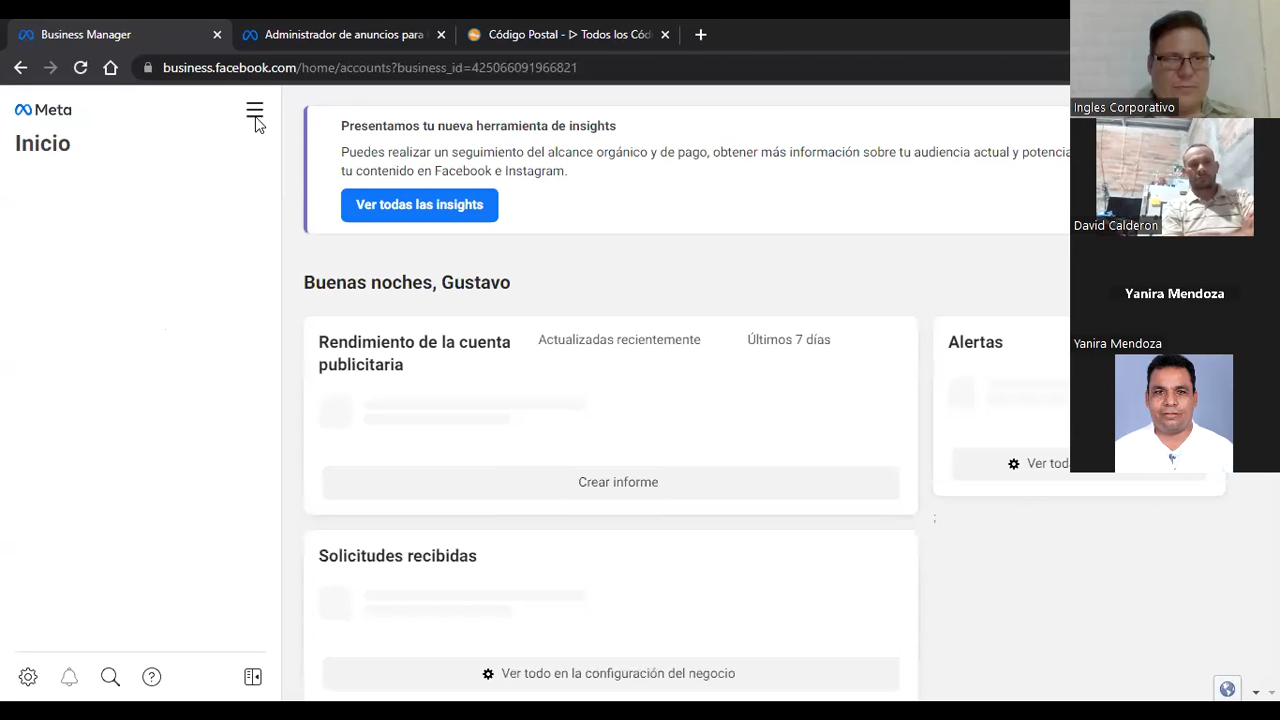 Business Manager
Administrador de anuncios para
Código Postal - ▷ Todos los Códi
business.facebook.com/home/accounts?business_id=425066091966821
Meta
Inicio
Presentamos tu nueva herramienta de insights
Puedes realizar un seguimiento del alcance orgánico y de pago, obtener más información sobre tu audiencia actual y potencia
tu contenido en Facebook e Instagram.
Ver todas las insights
Buenas noches, Gustavo
Rendimiento de la cuenta
publicitaria
Actualizadas recientemente
Últimos 7 días
Crear informe
Alertas
Ver tod
Solicitudes recibidas
Ver todo en la configuración del negocio
Ingles Corporativo
David Calderon
Yanira Mendoza
Yanira Mendoza